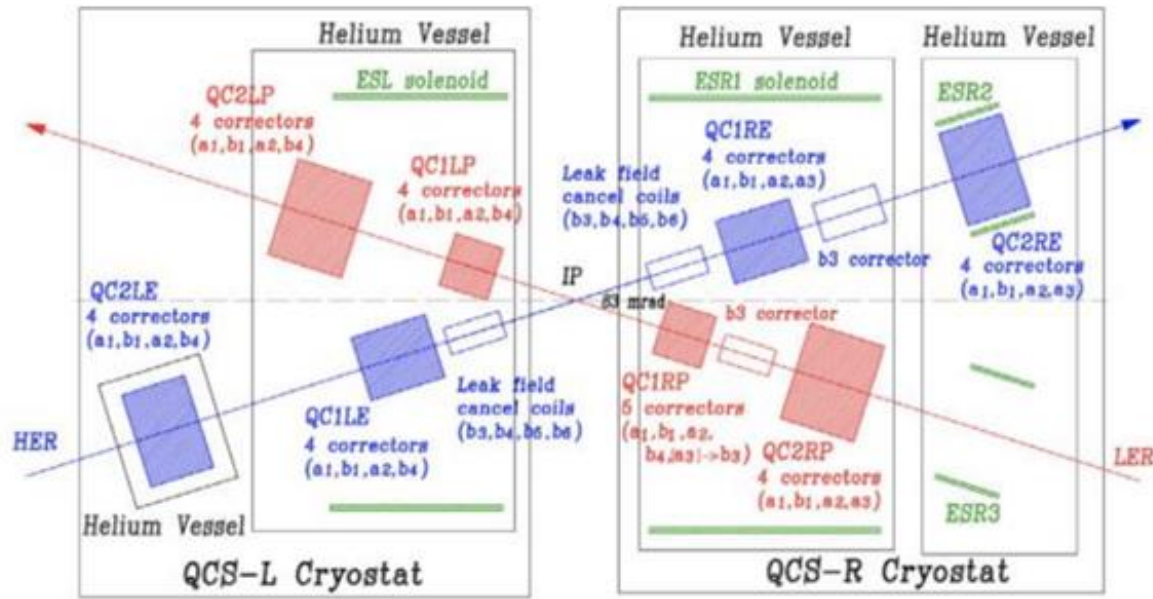 Helium Vessel
ESL solenoid
QC2LP
4 correctors
(a1,b1,a2,b4)
QC1LP
4 correctors
(a1,b1,a2,b4)
QC2LE
4 correctors
(a1,b1,a2,b4)
HER
Helium Vessel
QC1LE
4 correctors
(a1,b1,a2,b4)
Leak field
cancel coils
(b3,b4,b5,b6)
QCS-L Cryostat
IP
83 mrad
Helium Vessel
ESR1 solenoid
Leak field
cancel coils
(b3,b4,b5,b6)
QC1RE
4 correctors
(a1,b1,a2,a3)
b3 corrector
b3 corrector
QC1RP
5 correctors
(a1,b1,a2,
b4,a3|->b3)
QC2RP
4 correctors
(a1,b1,a2,a3)
Helium Vessel
ESR2
QC2RE
4 correctors
(a1,b1,a2,a3)
LER
ESR3
QCS-R Cryostat